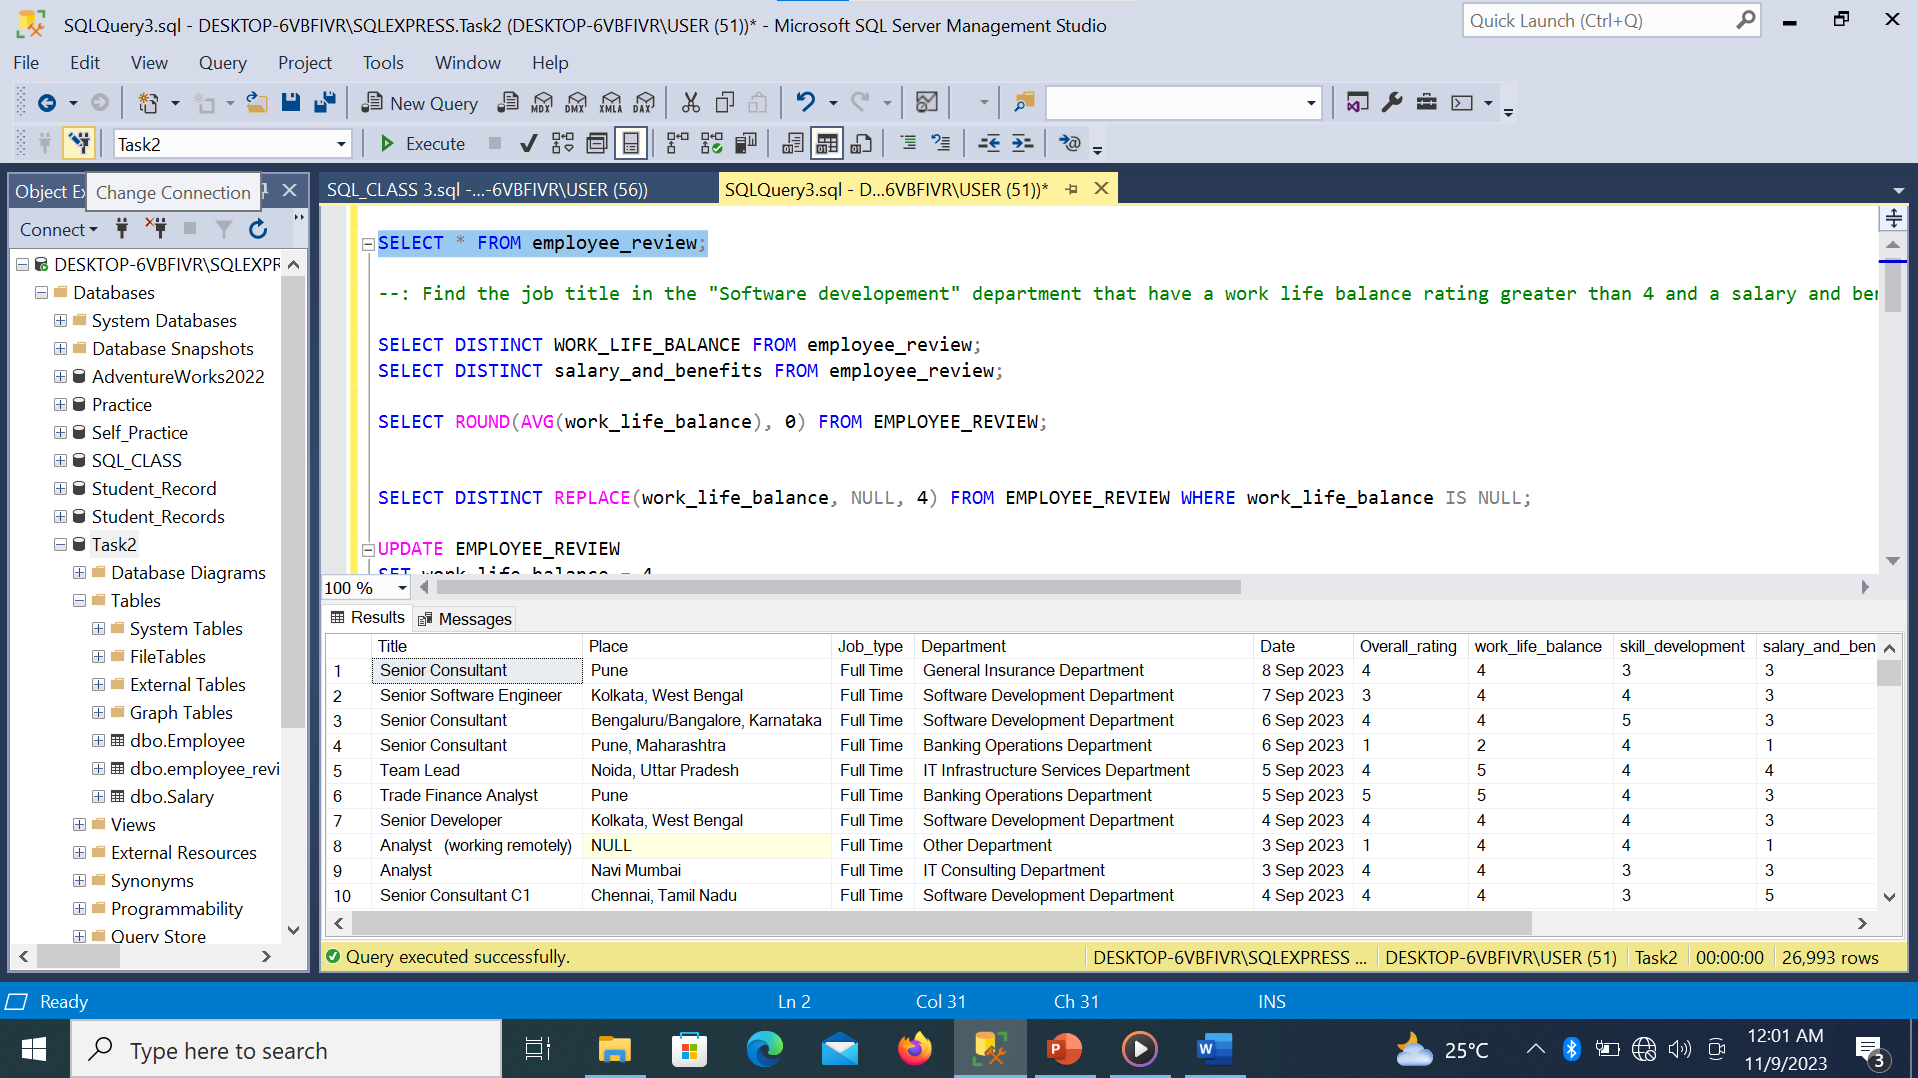 SQLQuery3.sql - DESKTOP-6VBFIVR\SQLEXPRESS.Task2 (DESKTOP-6VBFIVR\USER (51))* - Microsoft SQL Server Management Studio
Quick Launch (Ctrl+Q)
File Edit View Query Project Tools Window Help
New Query MDX DMX XMLA DAX
Task2 Execute
Object Ex
Change Connection
SQL_CLASS 3.sql -...-6VBFIVR\USER (56))
SQLQuery3.sql - D...6VBFIVR\USER (51))*
Connect
DESKTOP-6VBFIVR\SQLEXPR
Databases
System Databases
Database Snapshots
AdventureWorks2022
Practice
Self_Practice
SQL_CLASS
Student_Record
Student_Records
Task2
Database Diagrams
Tables
System Tables
FileTables
External Tables
Graph Tables
dbo.Employee
dbo.employee_revi
dbo.Salary
Views
External Resources
Synonyms
Programmability
Query Store
SELECT * FROM employee_review;
--: Find the job title in the "Software developement" department that have a work life balance rating greater than 4 and a salary and ben
SELECT DISTINCT WORK_LIFE_BALANCE FROM employee_review;
SELECT DISTINCT salary_and_benefits FROM employee_review;
SELECT ROUND(AVG(work_life_balance), 0) FROM EMPLOYEE_REVIEW;
SELECT DISTINCT REPLACE(work_life_balance, NULL, 4) FROM EMPLOYEE_REVIEW WHERE work_life_balance IS NULL;
UPDATE EMPLOYEE_REVIEW
SET work_life_balance = 4
100 %
Results Messages
Title Place Job_type Department Date Overall_rating work_life_balance skill_development salary_and_ben
1 Senior Consultant Pune Full Time General Insurance Department 8 Sep 2023 4 4 3 3
2 Senior Software Engineer Kolkata, West Bengal Full Time Software Development Department 7 Sep 2023 3 4 4 3
3 Senior Consultant Bengaluru/Bangalore, Karnataka Full Time Software Development Department 6 Sep 2023 4 4 5 3
4 Senior Consultant Pune, Maharashtra Full Time Banking Operations Department 6 Sep 2023 1 2 4 1
5 Team Lead Noida, Uttar Pradesh Full Time IT Infrastructure Services Department 5 Sep 2023 4 5 4 4
6 Trade Finance Analyst Pune Full Time Banking Operations Department 5 Sep 2023 5 5 4 3
7 Senior Developer Kolkata, West Bengal Full Time Software Development Department 4 Sep 2023 4 4 4 3
8 Analyst (working remotely) NULL Full Time Other Department 3 Sep 2023 1 4 4 1
9 Analyst Navi Mumbai Full Time IT Consulting Department 3 Sep 2023 4 4 3 3
10 Senior Consultant C1 Chennai, Tamil Nadu Full Time Software Development Department 4 Sep 2023 4 4 3 5
Query executed successfully. DESKTOP-6VBFIVR\SQLEXPRESS ... DESKTOP-6VBFIVR\USER (51) Task2 00:00:00 26,993 rows
Ready Ln 2 Col 31 Ch 31 INS
Type here to search
25°C
12:01 AM
11/9/2023
3